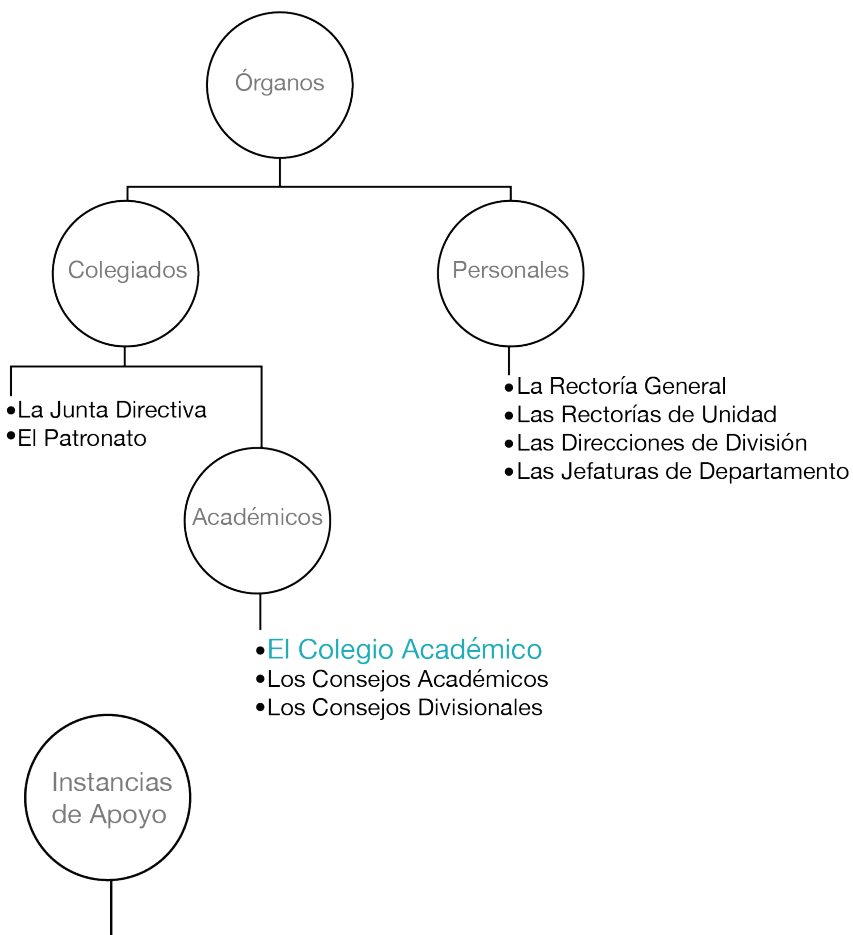 Órganos
Colegiados
Personales
•La Junta Directiva
•El Patronato
•La Rectoría General
•Las Rectorías de Unidad
•Las Direcciones de División
•Las Jefaturas de Departamento
Académicos
•El Colegio Académico
•Los Consejos Académicos
•Los Consejos Divisionales
Instancias
de Apoyo